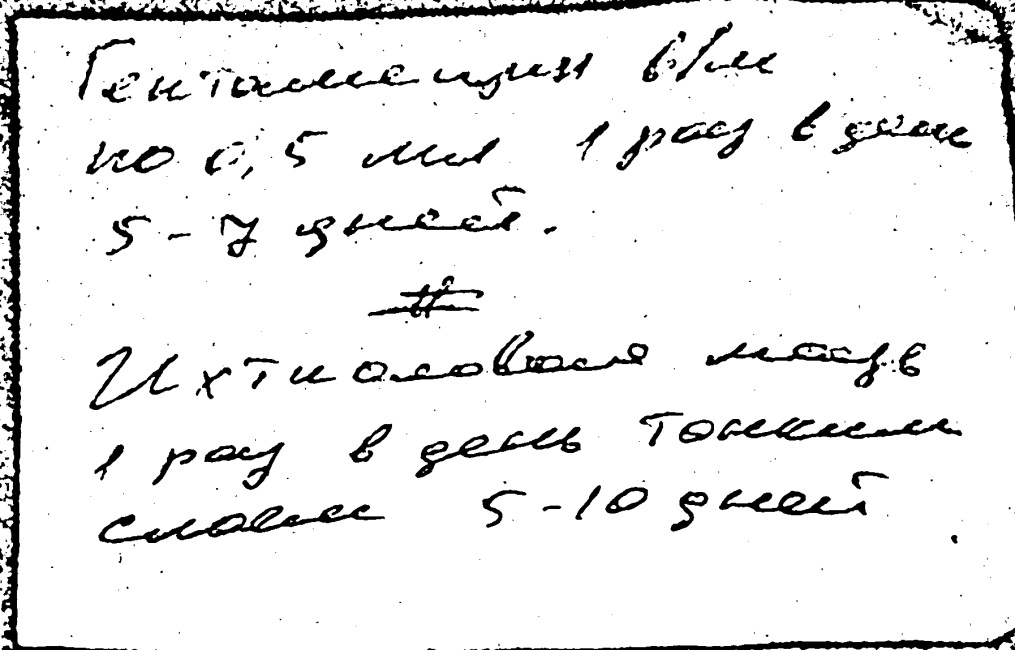 Гентамецин в/м
по 0,5 мл 1 раз в день
5-7 дней.
#
Ихтиоловая мазь
1 раз в день тонким
слоем 5-10 дней.